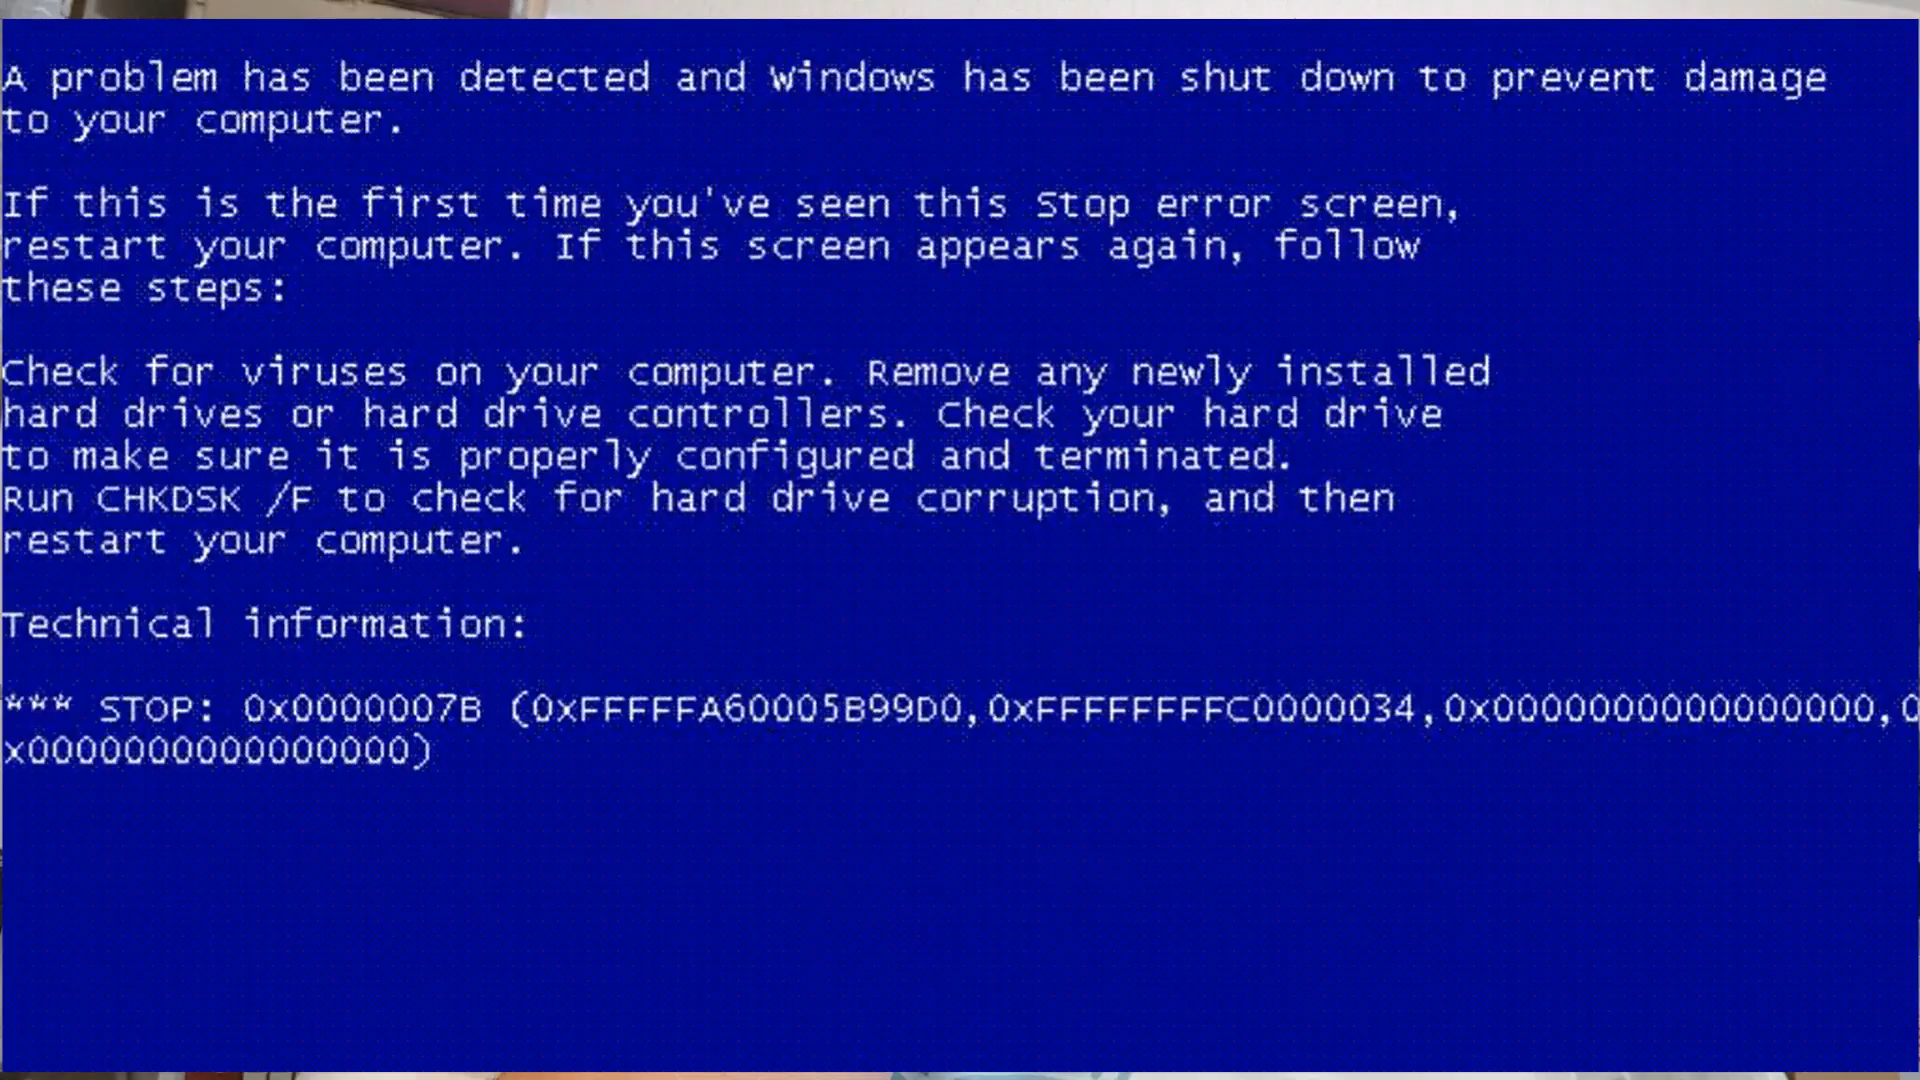 A problem has been detected and Windows has been shut down to prevent damage
to your computer.
If this is the first time you've seen this Stop error screen,
restart your computer. If this screen appears again, follow
these steps:
Check for viruses on your computer. Remove any newly installed
hard drives or hard drive controllers. Check your hard drive
to make sure it is properly configured and terminated.
Run CHKDSK /F to check for hard drive corruption, and then
restart your computer.
Technical information:
*** STOP: 0x0000007B (0xFFFFFA60005B99D0,0xFFFFFFFFC0000034,0x0000000000000000,0
x0000000000000000)